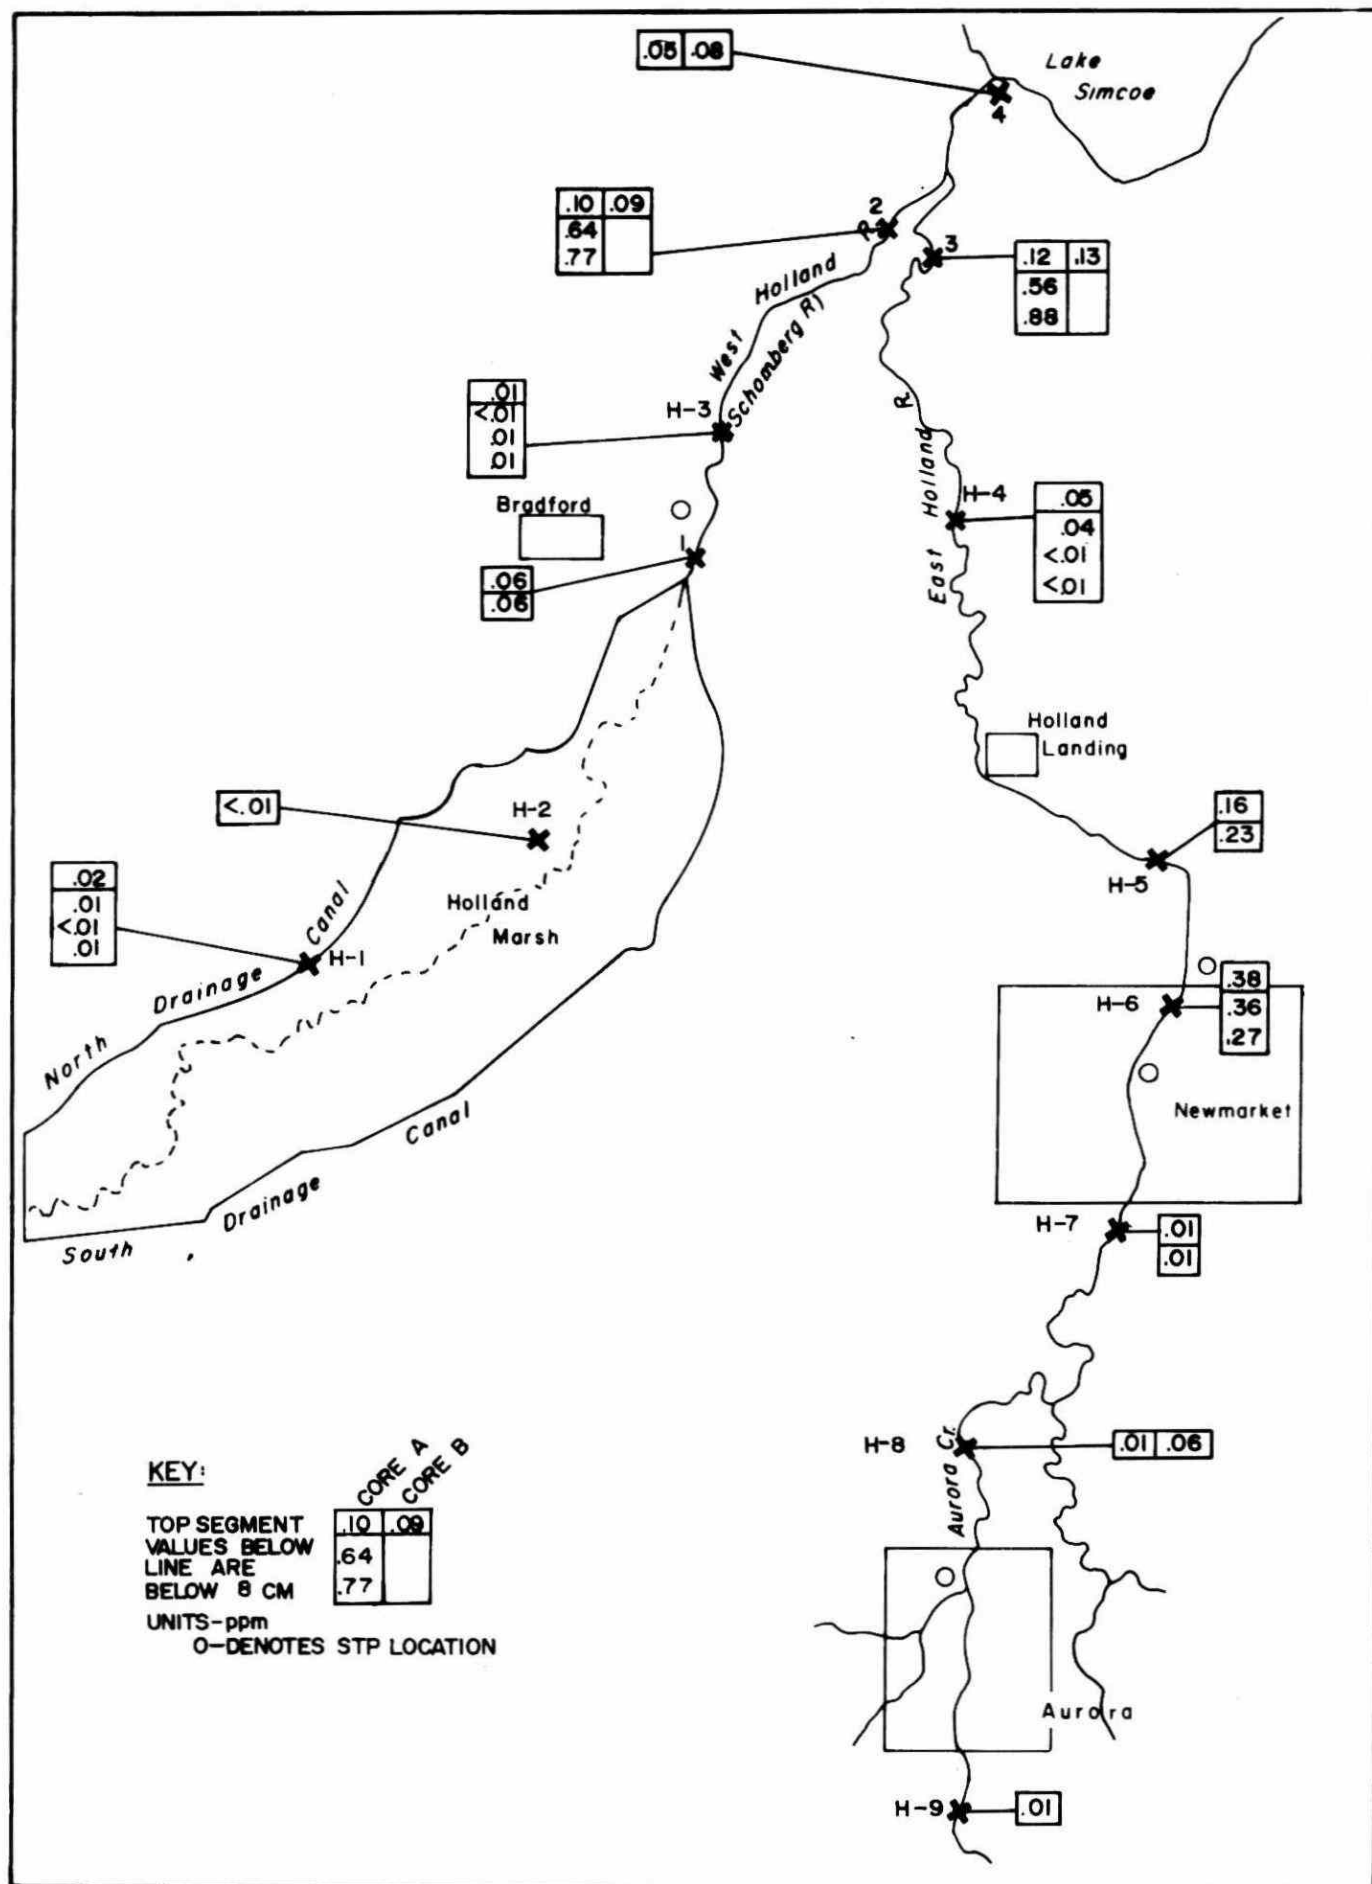 .05 .08
Lake
Simcoe
4
.10 .09
.64
.77
2
3
.12 .13
.56
.88
West Holland R.
Schomberg R)
.01
<.01
.01
.01
H-3
Bradford
1
.06
.06
East Holland R.
H-4
.05
.04
<.01
<.01
Holland
Landing
<.01
H-2
.16
.23
H-5
.02
.01
<.01
.01
H-1
Holland
Marsh
North Drainage Canal
H-6
.38
.36
.27
Newmarket
South Drainage Canal
H-7
.01
.01
H-8
.01 .06
Aurora Cr.
KEY:
CORE A
CORE B
TOP SEGMENT
VALUES BELOW
LINE ARE
BELOW 8 CM
.10 .09
.64
.77
UNITS-ppm
O-DENOTES STP LOCATION
Aurora
H-9
.01